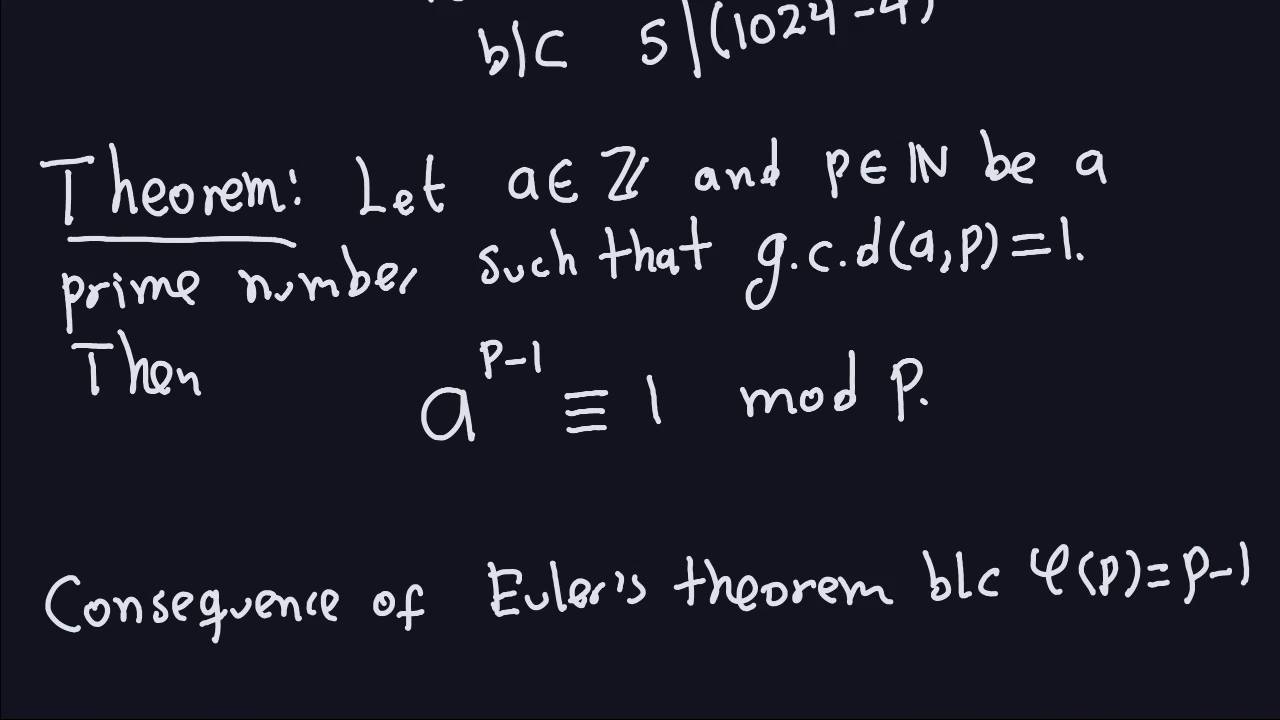 b/c 5|(1024-4)
Theorem: Let a∈ℤ and p∈ℕ be a
prime number such that g.c.d(a,p)=1.
Then a^{p-1} ≡ 1 mod p.
Consequence of Euler's theorem b/c φ(p)=p-1